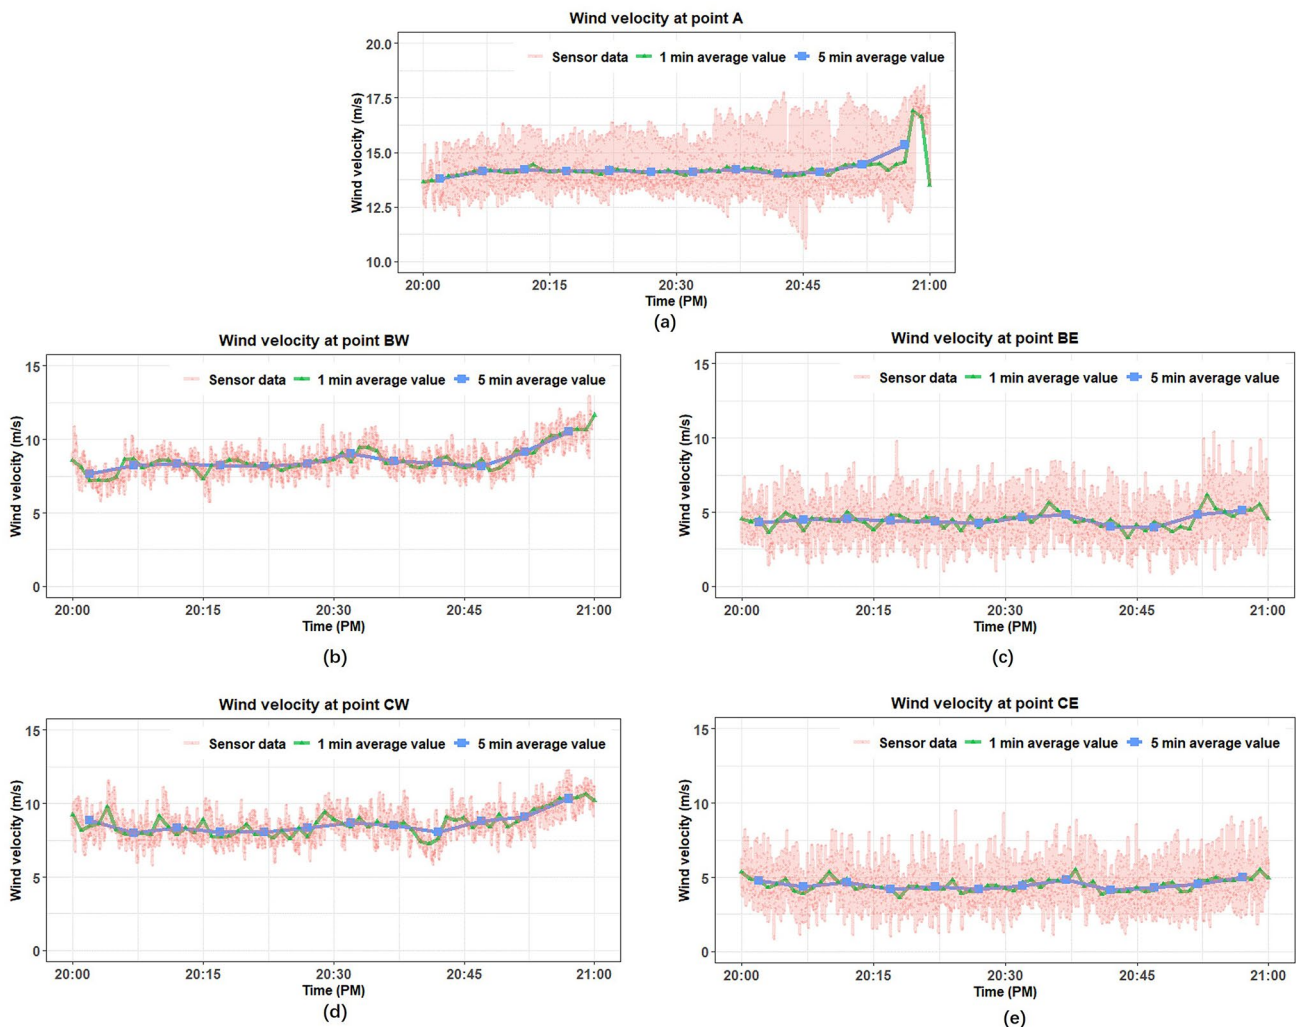 Wind velocity at point A
20.0
Sensor data 1 min average value 5 min average value
17.5
Wind velocity (m/s)
15.0
12.5
10.0
20:00 20:15 20:30 20:45 21:00
Time (PM)
(a)
Wind velocity at point BW
15
Sensor data 1 min average value 5 min average value
Wind velocity (m/s)
10
5
0
20:00 20:15 20:30 20:45 21:00
Time (PM)
(b)
Wind velocity at point BE
15
Sensor data 1 min average value 5 min average value
Wind velocity (m/s)
10
5
0
20:00 20:15 20:30 20:45 21:00
Time (PM)
(c)
Wind velocity at point CW
15
Sensor data 1 min average value 5 min average value
Wind velocity (m/s)
10
5
0
20:00 20:15 20:30 20:45 21:00
Time (PM)
(d)
Wind velocity at point CE
15
Sensor data 1 min average value 5 min average value
Wind velocity (m/s)
10
5
0
20:00 20:15 20:30 20:45 21:00
Time (PM)
(e)